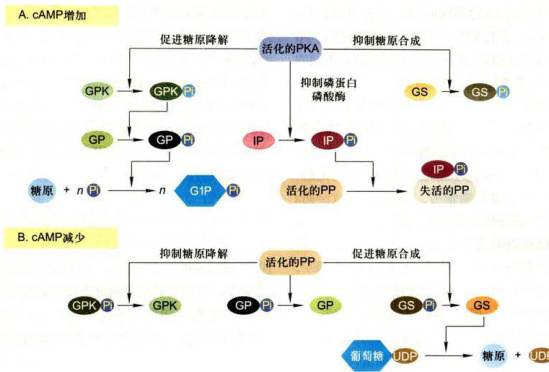 A. cAMP增加
促进糖原降解
活化的PKA
抑制糖原合成
GPK
GPK Pi
抑制磷蛋白
磷酸酶
GS
GS Pi
GP
GP Pi
IP
IP Pi
IP Pi
糖原 + n Pi
n G1P Pi
活化的PP
失活的PP
B. cAMP减少
抑制糖原降解
活化的PP
促进糖原合成
GPK Pi
GPK
GP Pi
GP
GS Pi
GS
葡萄糖 UDP
糖原 + UDP